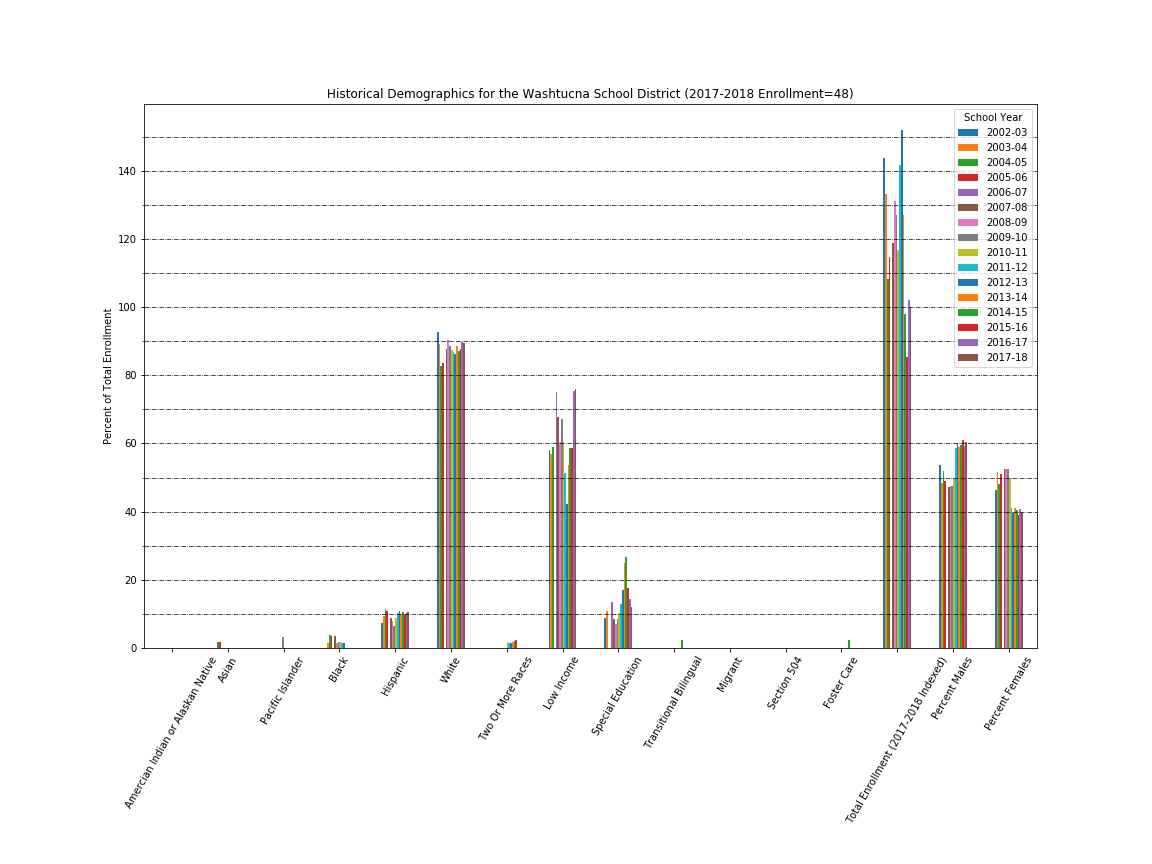 Historical Demographics for the Washtucna School District (2017-2018 Enrollment=48)
School Year
2002-03
2003-04
2004-05
2005-06
2006-07
2007-08
2008-09
2009-10
2010-11
2011-12
2012-13
2013-14
2014-15
2015-16
2016-17
2017-18
Percent of Total Enrollment
140
120
100
80
60
40
20
0
Amercian Indian or Alaskan Native
Asian
Pacific Islander
Black
Hispanic
White
Two Or More Races
Low Income
Special Education
Transitional Bilingual
Migrant
Section 504
Foster Care
Total Enrollment (2017-2018 Indexed)
Percent Males
Percent Females